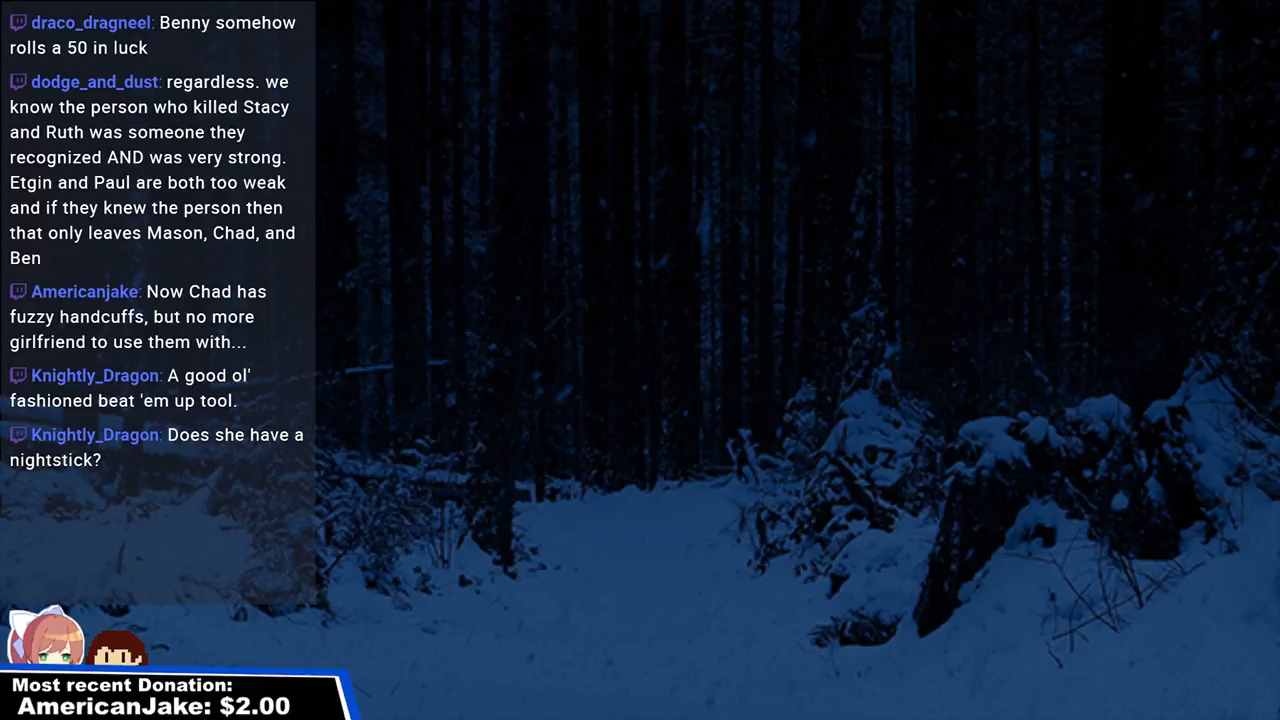 draco_dragneel: Benny somehow
rolls a 50 in luck
dodge_and_dust: regardless. we
know the person who killed Stacy
and Ruth was someone they
recognized AND was very strong.
Etgin and Paul are both too weak
and if they knew the person then
that only leaves Mason, Chad, and
Ben
Americanjake: Now Chad has
fuzzy handcuffs, but no more
girlfriend to use them with...
Knightly_Dragon: A good ol'
fashioned beat 'em up tool.
Knightly_Dragon: Does she have a
nightstick?
Most recent Donation:
AmericanJake: $2.00